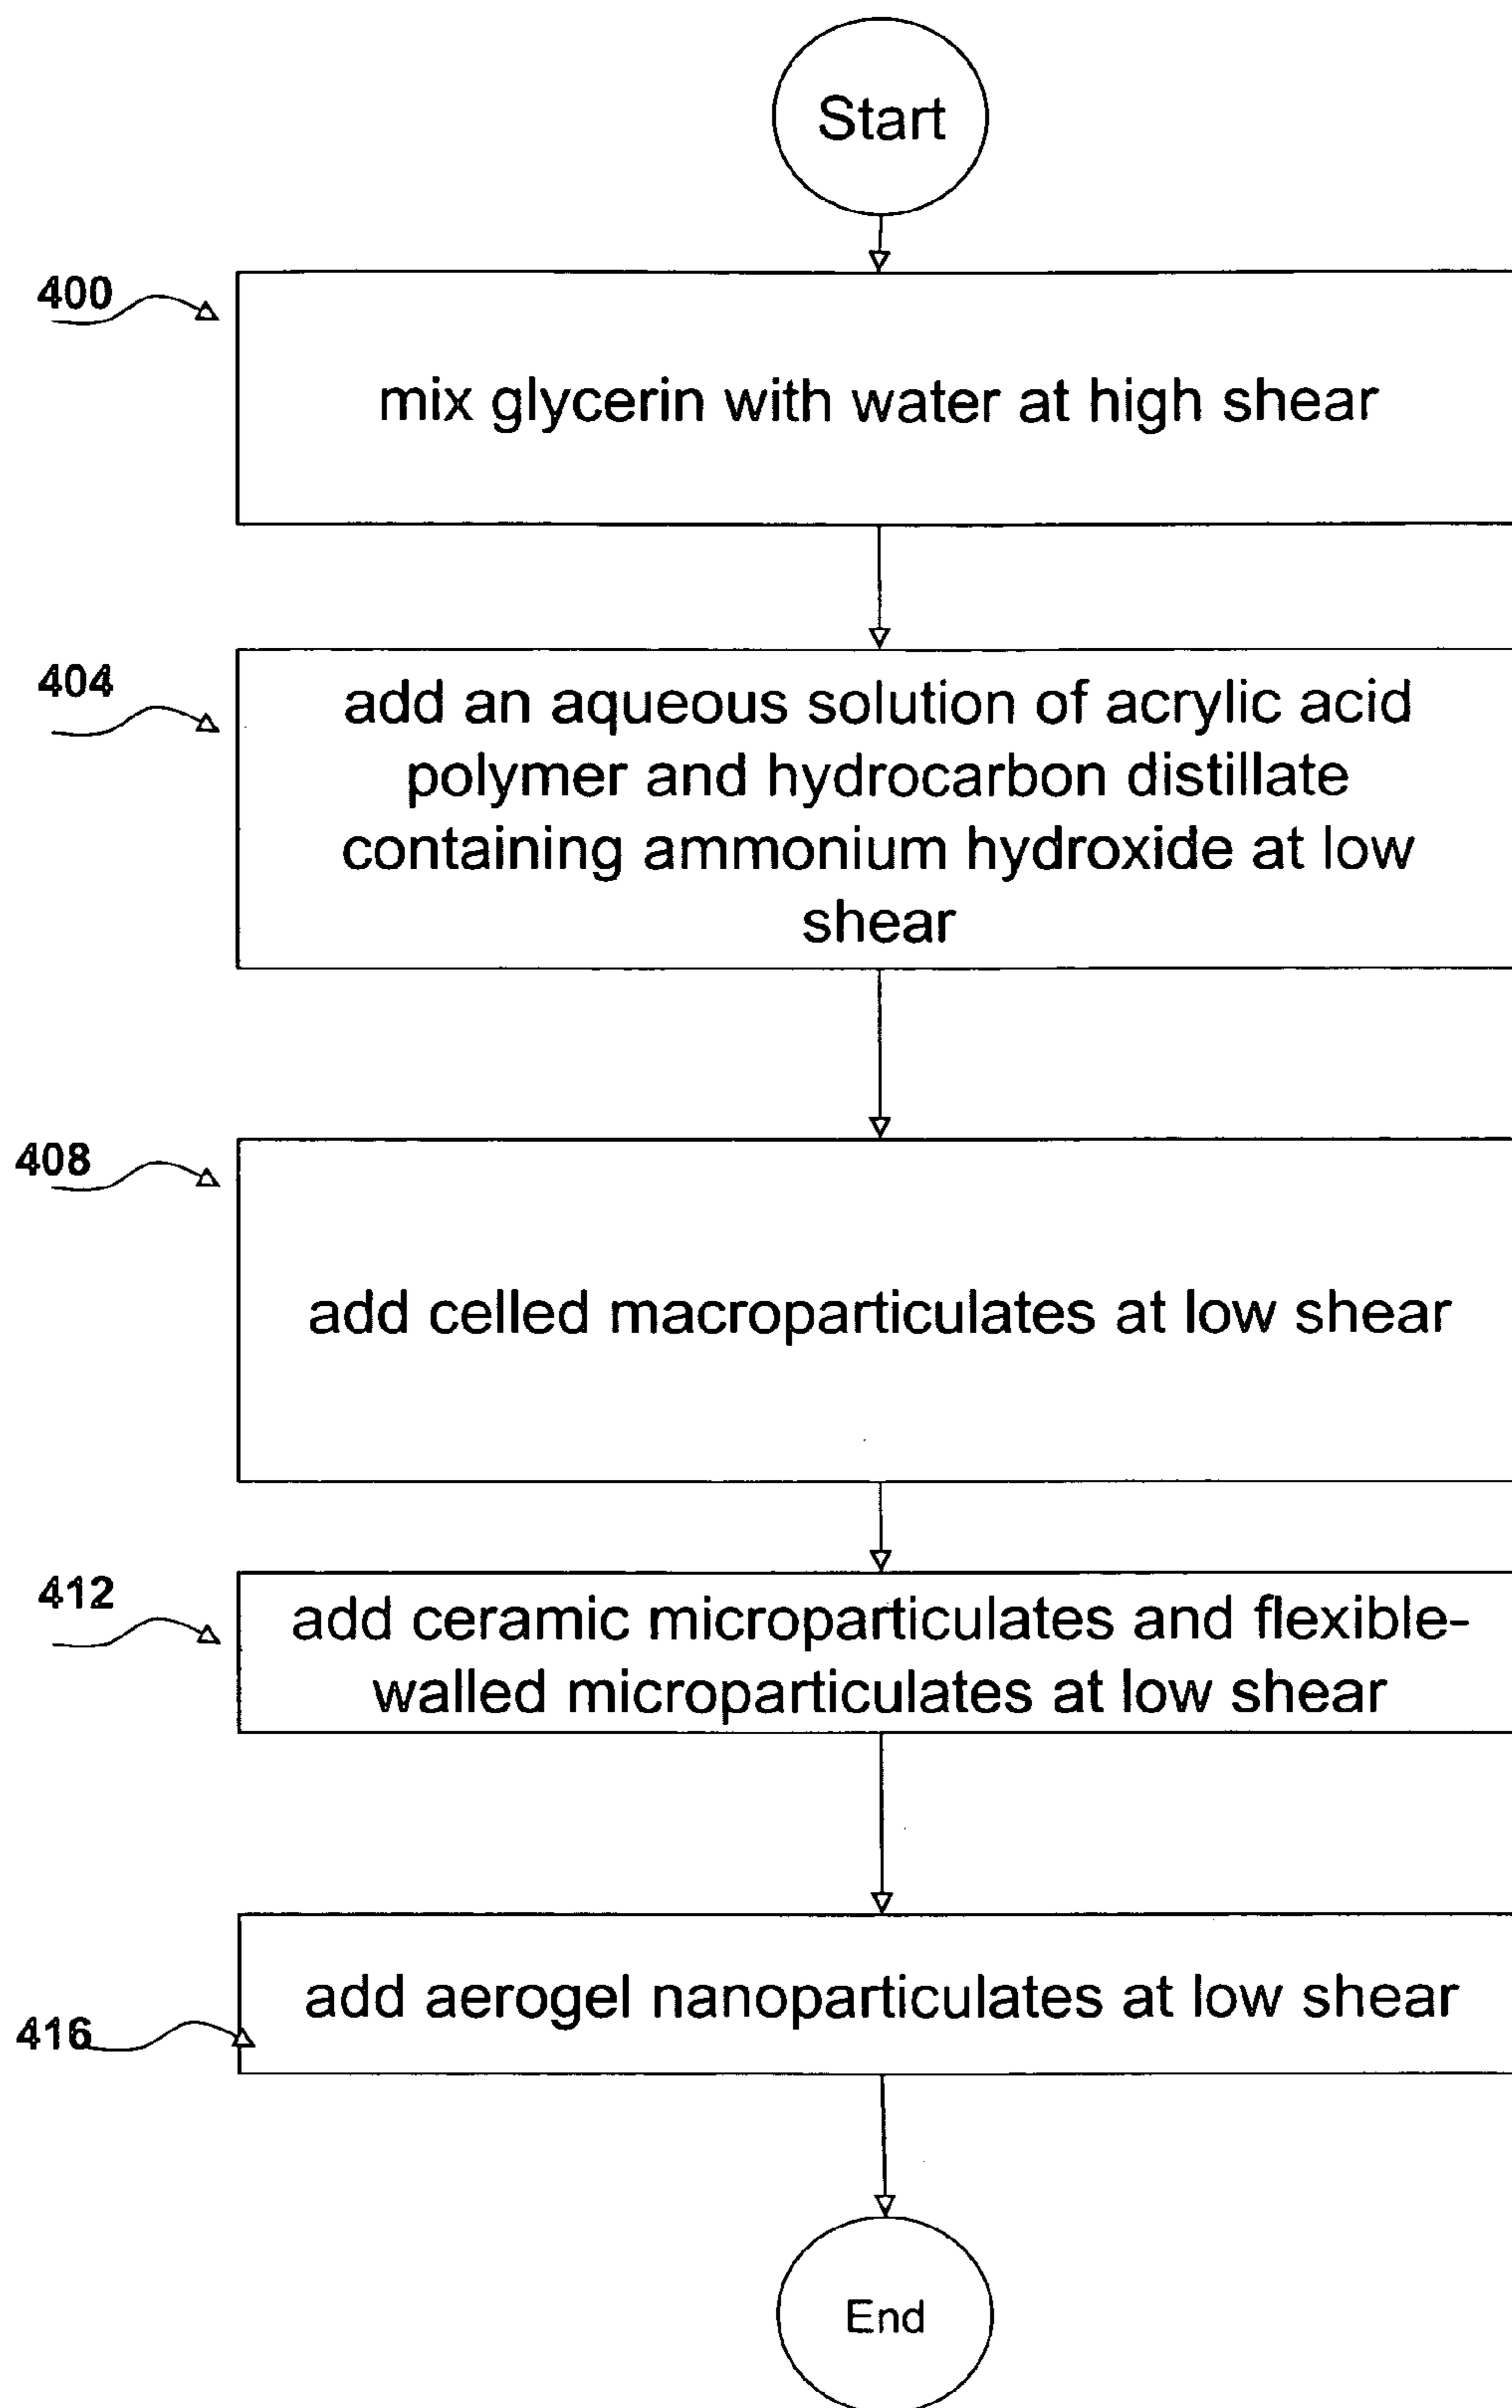 Start
400
mix glycerin with water at high shear
404
add an aqueous solution of acrylic acid
polymer and hydrocarbon distillate
containing ammonium hydroxide at low
shear
408
add celled macroparticulates at low shear
412
add ceramic microparticulates and flexible-
walled microparticulates at low shear
add aerogel nanoparticulates at low shear
416
End